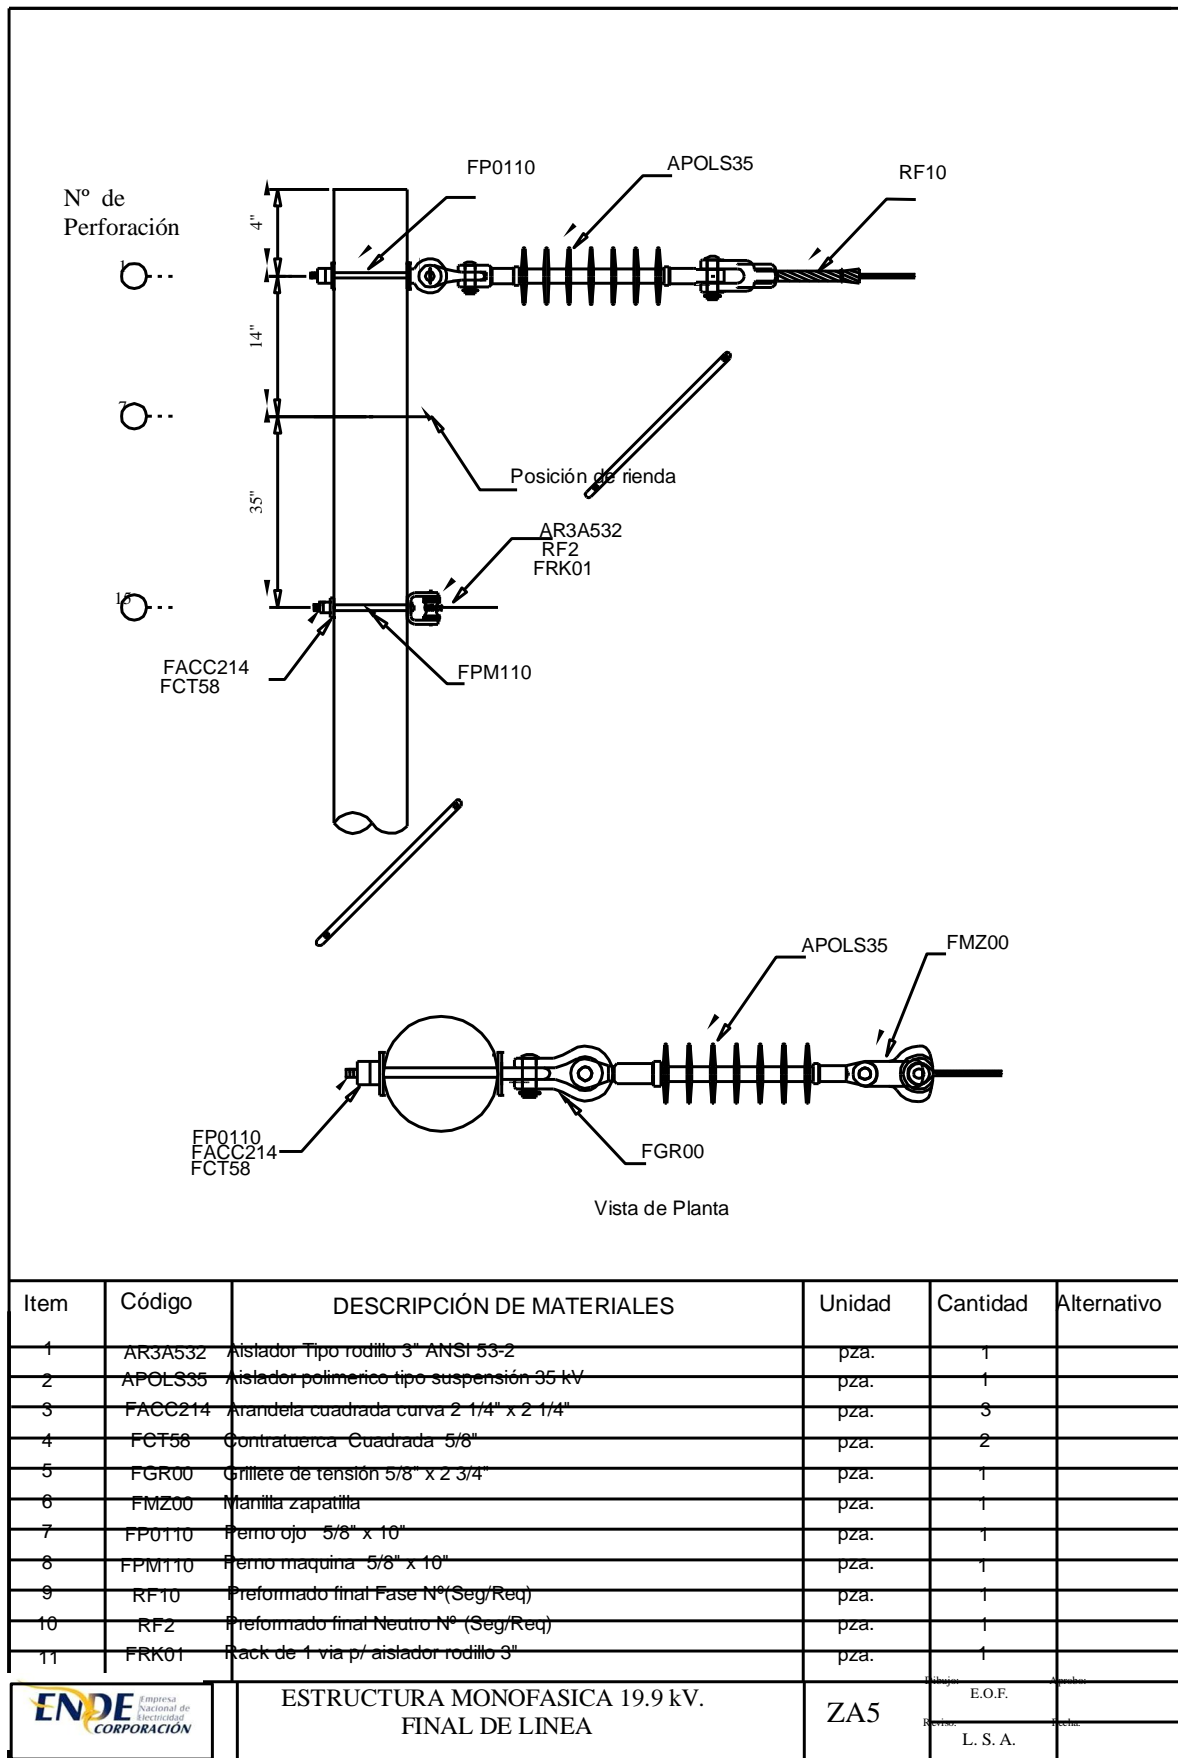 FP0110
APOLS35
RF10
Nº de
Perforación
4"
1
14"
7
Posición de rienda
35"
AR3A532
RF2
FRK01
15
FACC214
FCT58
FPM110
APOLS35
FMZ00
FP0110
FACC214
FCT58
FGR00
Vista de Planta
Item Código DESCRIPCIÓN DE MATERIALES Unidad Cantidad Alternativo
1 AR3A532 Aislador Tipo rodillo 3" ANSI 53-2 pza. 1
2 APOLS35 Aislador polimerico tipo suspensión 35 kV pza. 1
3 FACC214 Arandela cuadrada curva 2 1/4" x 2 1/4" pza. 3
4 FCT58 Contratuerca Cuadrada 5/8" pza. 2
5 FGR00 Grillete de tensión 5/8" x 2 3/4" pza. 1
6 FMZ00 Manilla zapatilla pza. 1
7 FP0110 Perno ojo 5/8" x 10" pza. 1
8 FPM110 Perno maquina 5/8" x 10" pza. 1
9 RF10 Preformado final Fase Nº(Seg/Req) pza. 1
10 RF2 Preformado final Neutro Nº (Seg/Req) pza. 1
11 FRK01 Rack de 1 via p/ aislador rodillo 3" pza. 1
ENDE Empresa Nacional de Electricidad
CORPORACIÓN
ESTRUCTURA MONOFASICA 19.9 kV.
FINAL DE LINEA
ZA5
Dibujo: E.O.F. Aprobo:
Reviso: L. S. A. Fecha: